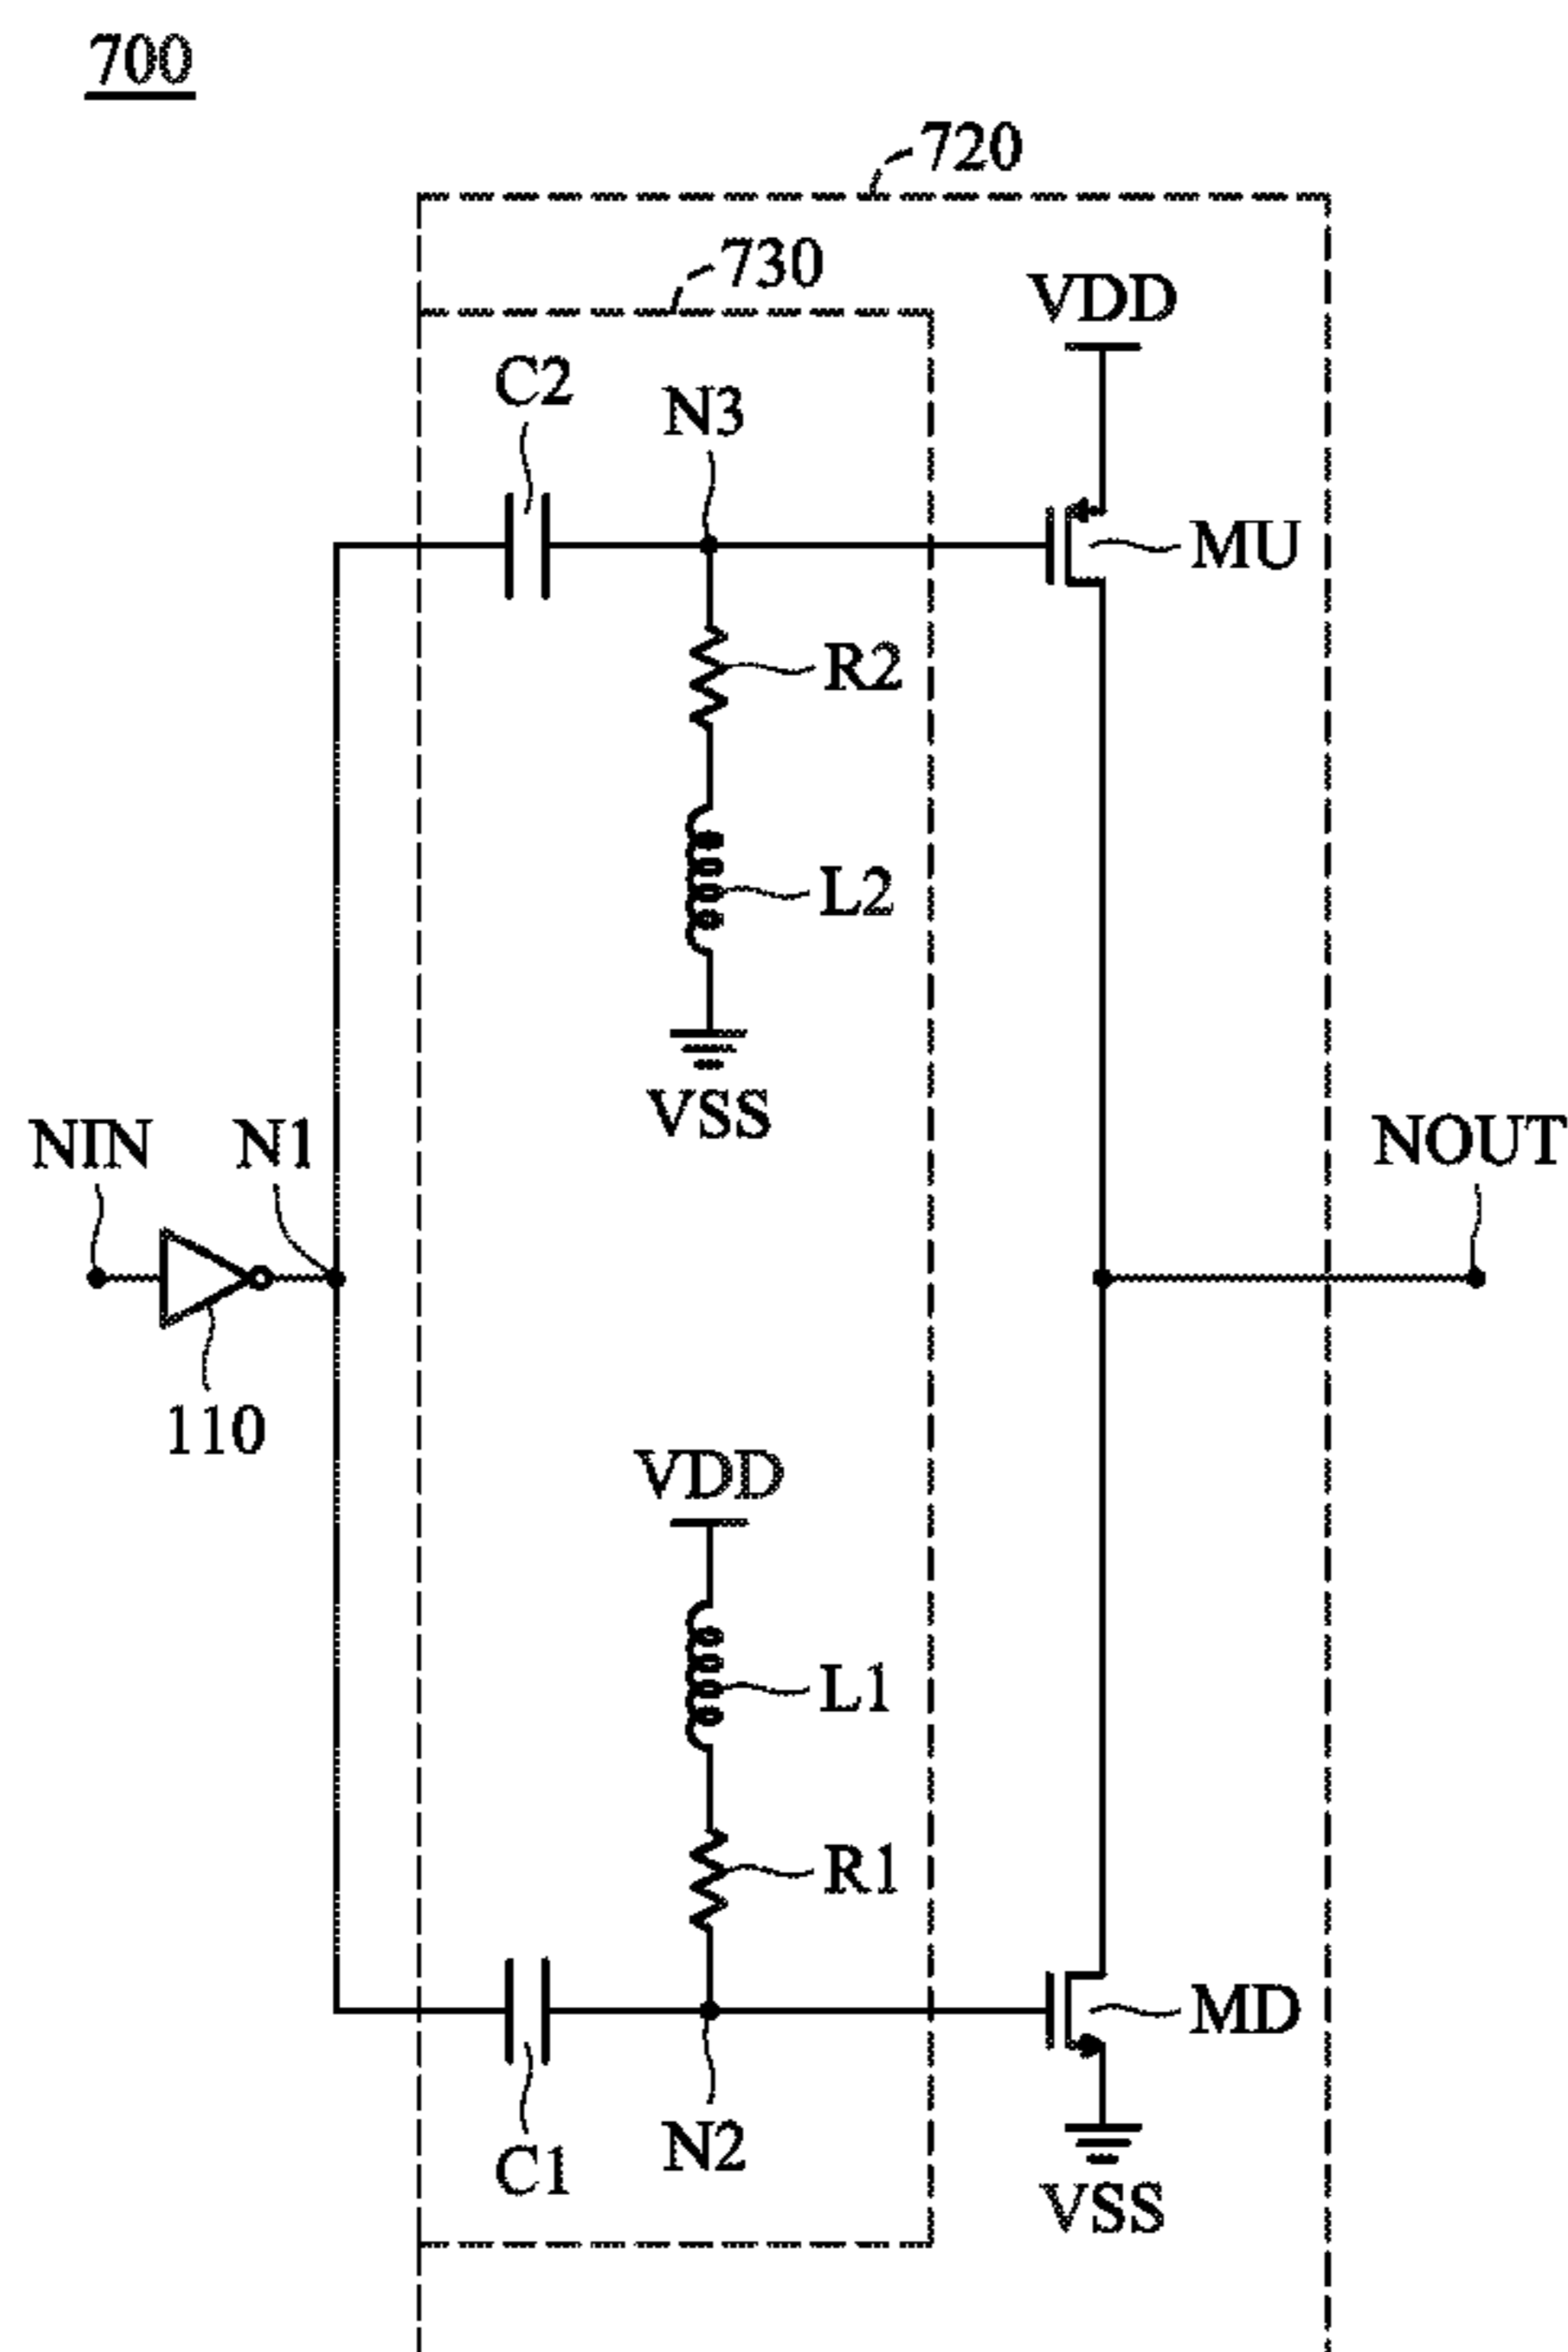 700
720
730
VDD
C2
N3
MU
R2
L2
VSS
NIN
N1
NOUT
110
VDD
L1
R1
MD
N2
C1
VSS